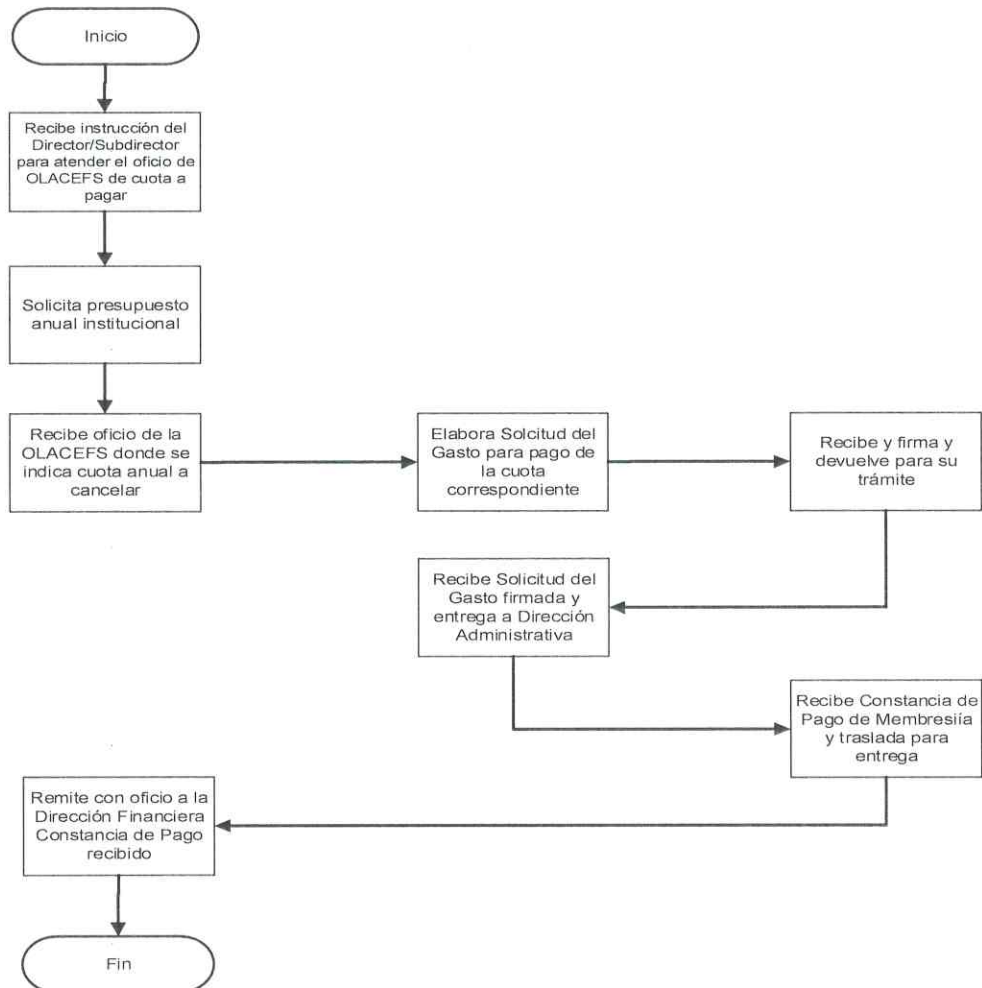 Inicio
Recibe instrucción del
Director/Subdirector
para atender el oficio de
OLACEFS de cuota a
pagar
Solicita presupuesto
anual institucional
Recibe oficio de la
OLACEFS donde se
indica cuota anual a
cancelar
Elabora Solcitud del
Gasto para pago de
la cuota
correspondiente
Recibe y firma y
devuelve para su
trámite
Recibe Solicitud del
Gasto firmada y
entrega a Dirección
Administrativa
Recibe Constancia de
Pago de Membresiía
y traslada para
entrega
Remite con oficio a la
Dirección Financiera
Constancia de Pago
recibido
Fin